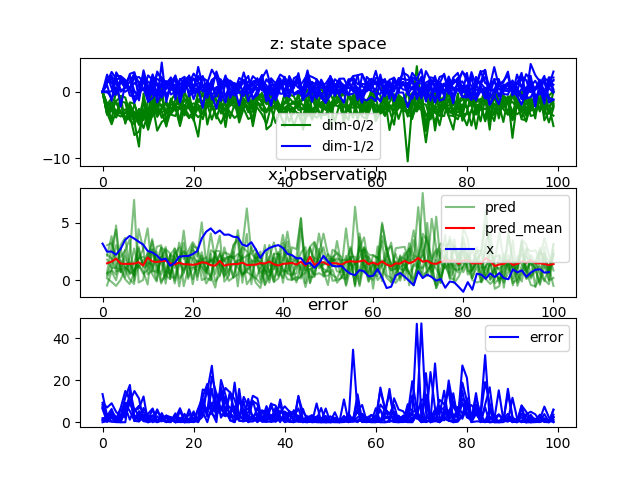 z: state space
0
−10
dim-0/2
dim-1/2
0 20 40 60 80 100
x: observation
5
0
pred
pred_mean
x
0 20 40 60 80 100
error
40
20
0
error
0 20 40 60 80 100